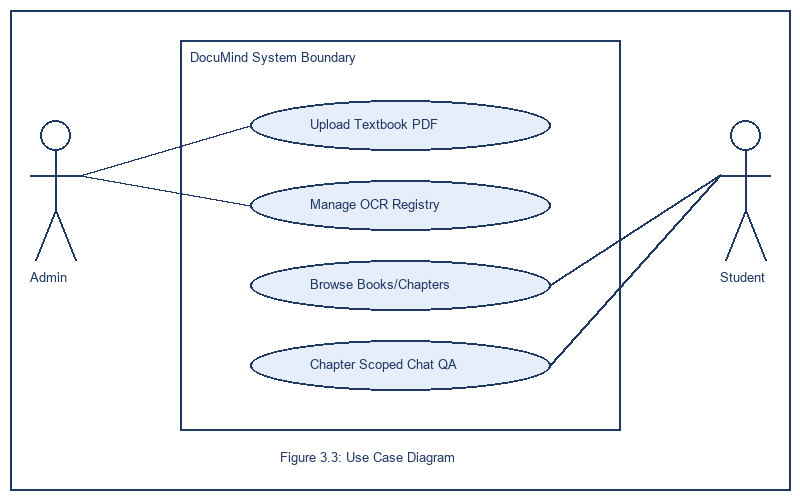 DocuMind System Boundary
Upload Textbook PDF
Manage OCR Registry
Browse Books/Chapters
Chapter Scoped Chat QA
Admin
Student
Figure 3.3: Use Case Diagram